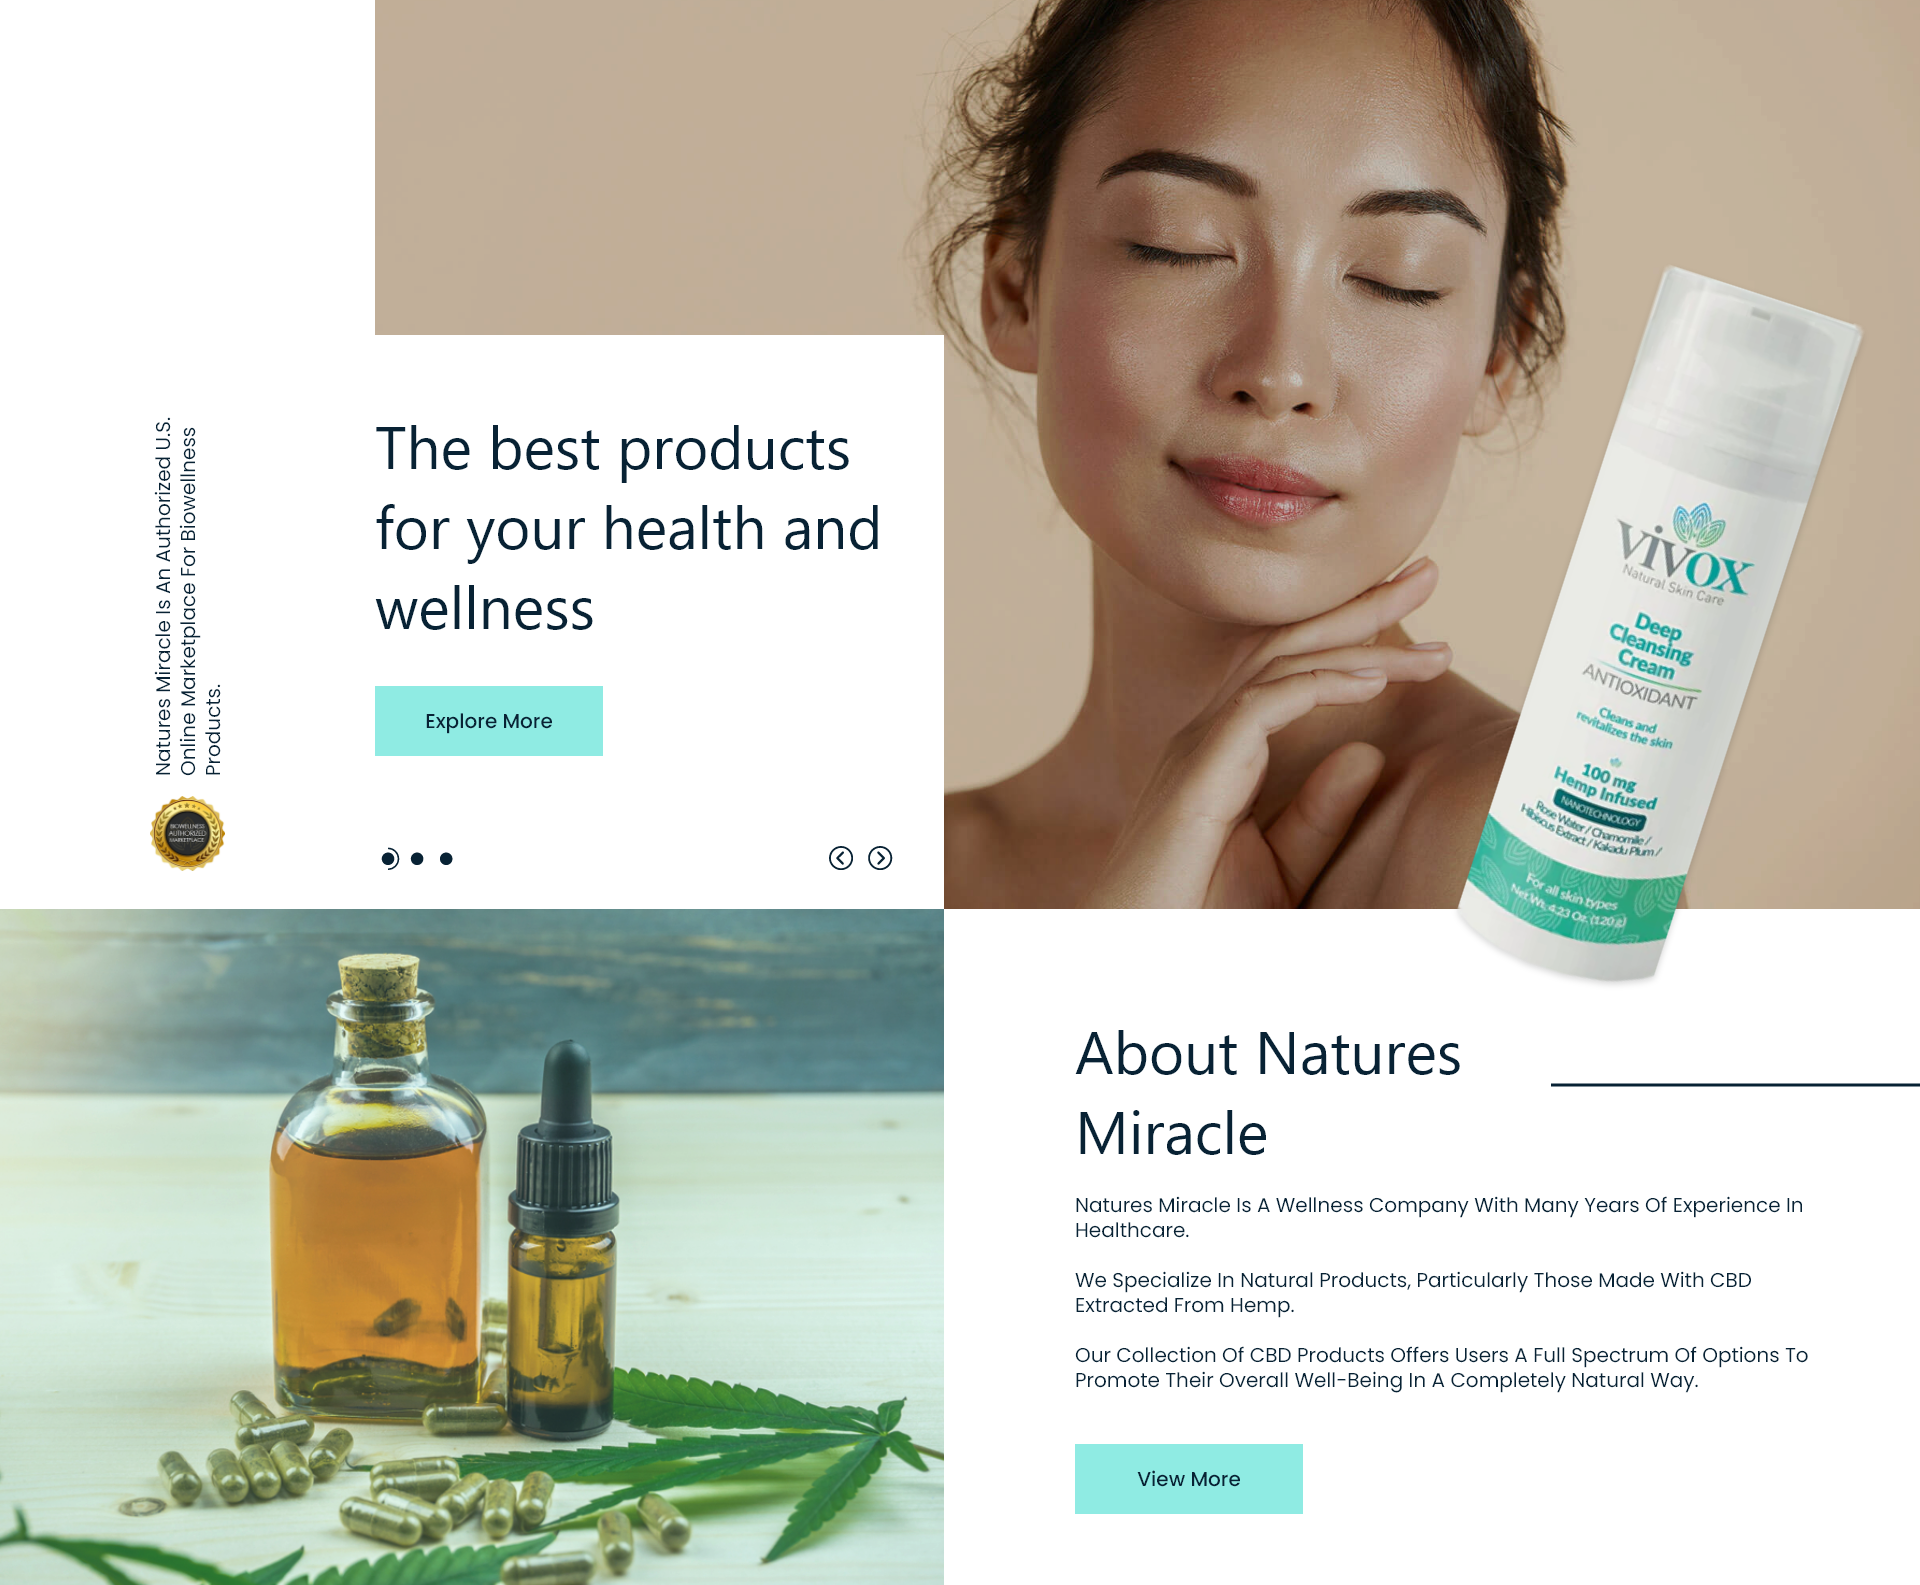 The best products
for your health and
wellness
Explore More
Natures Miracle Is An Authorized U.S.
Online Marketplace For Biowellness
Products.
BIOWELLNESS
AUTHORIZED
MARKETPLACE
vivox
Natural Skin Care
Deep
Cleansing
Cream
ANTIOXIDANT
Cleans and
revitalizes the skin
100 mg
Hemp Infused
NANOTECHNOLOGY
Rose Water / Chamomile /
Hibiscus Extract / Kakadu Plum /
For all skin types
Net Wt. 4.23 Oz. (120 g)
About Natures
Miracle
Natures Miracle Is A Wellness Company With Many Years Of Experience In
Healthcare.
We Specialize In Natural Products, Particularly Those Made With CBD
Extracted From Hemp.
Our Collection Of CBD Products Offers Users A Full Spectrum Of Options To
Promote Their Overall Well-Being In A Completely Natural Way.
View More